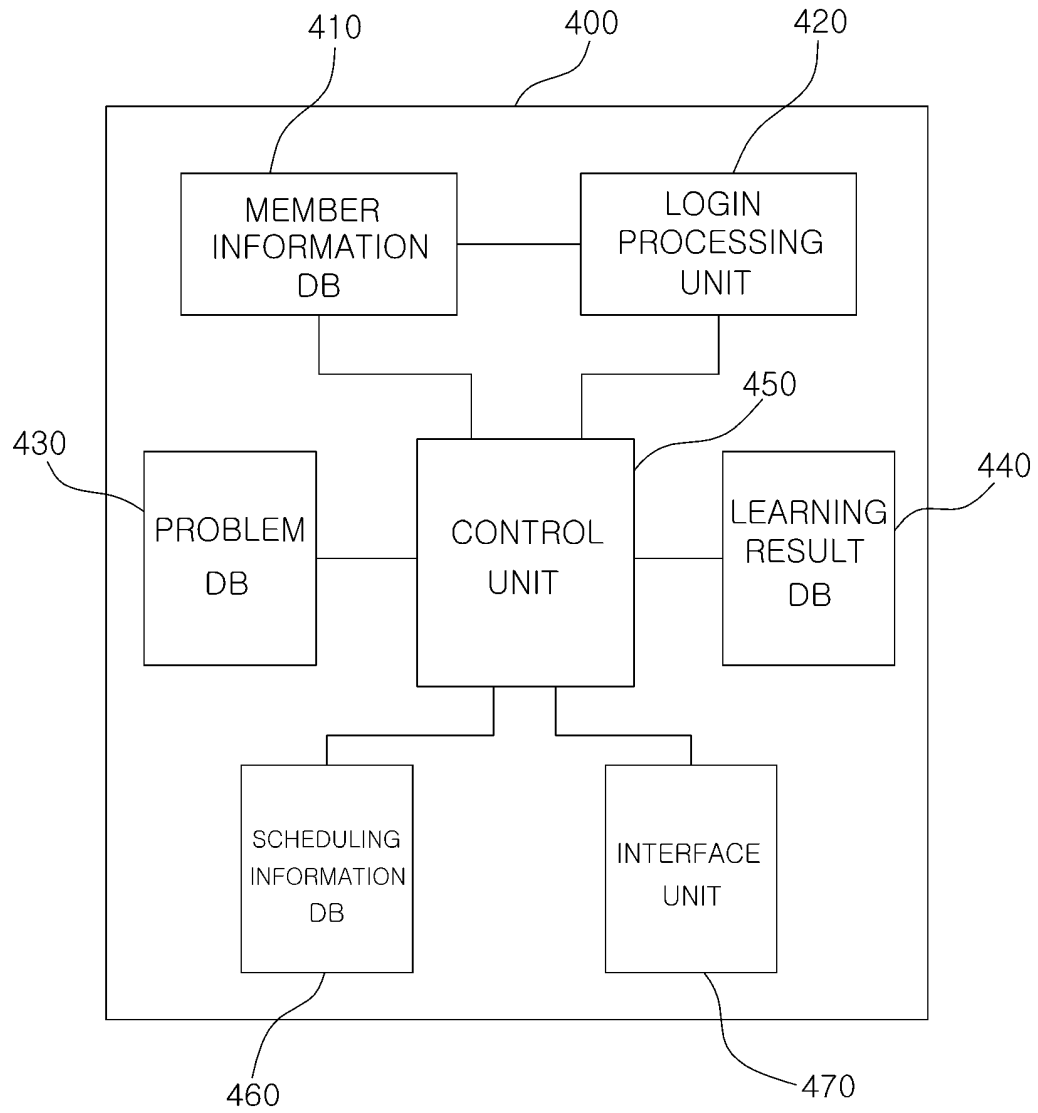 410
400
420
MEMBER
INFORMATION
DB
LOGIN
PROCESSING
UNIT
450
430
440
PROBLEM
DB
CONTROL
UNIT
LEARNING
RESULT
DB
SCHEDULING
INFORMATION
DB
INTERFACE
UNIT
460
470